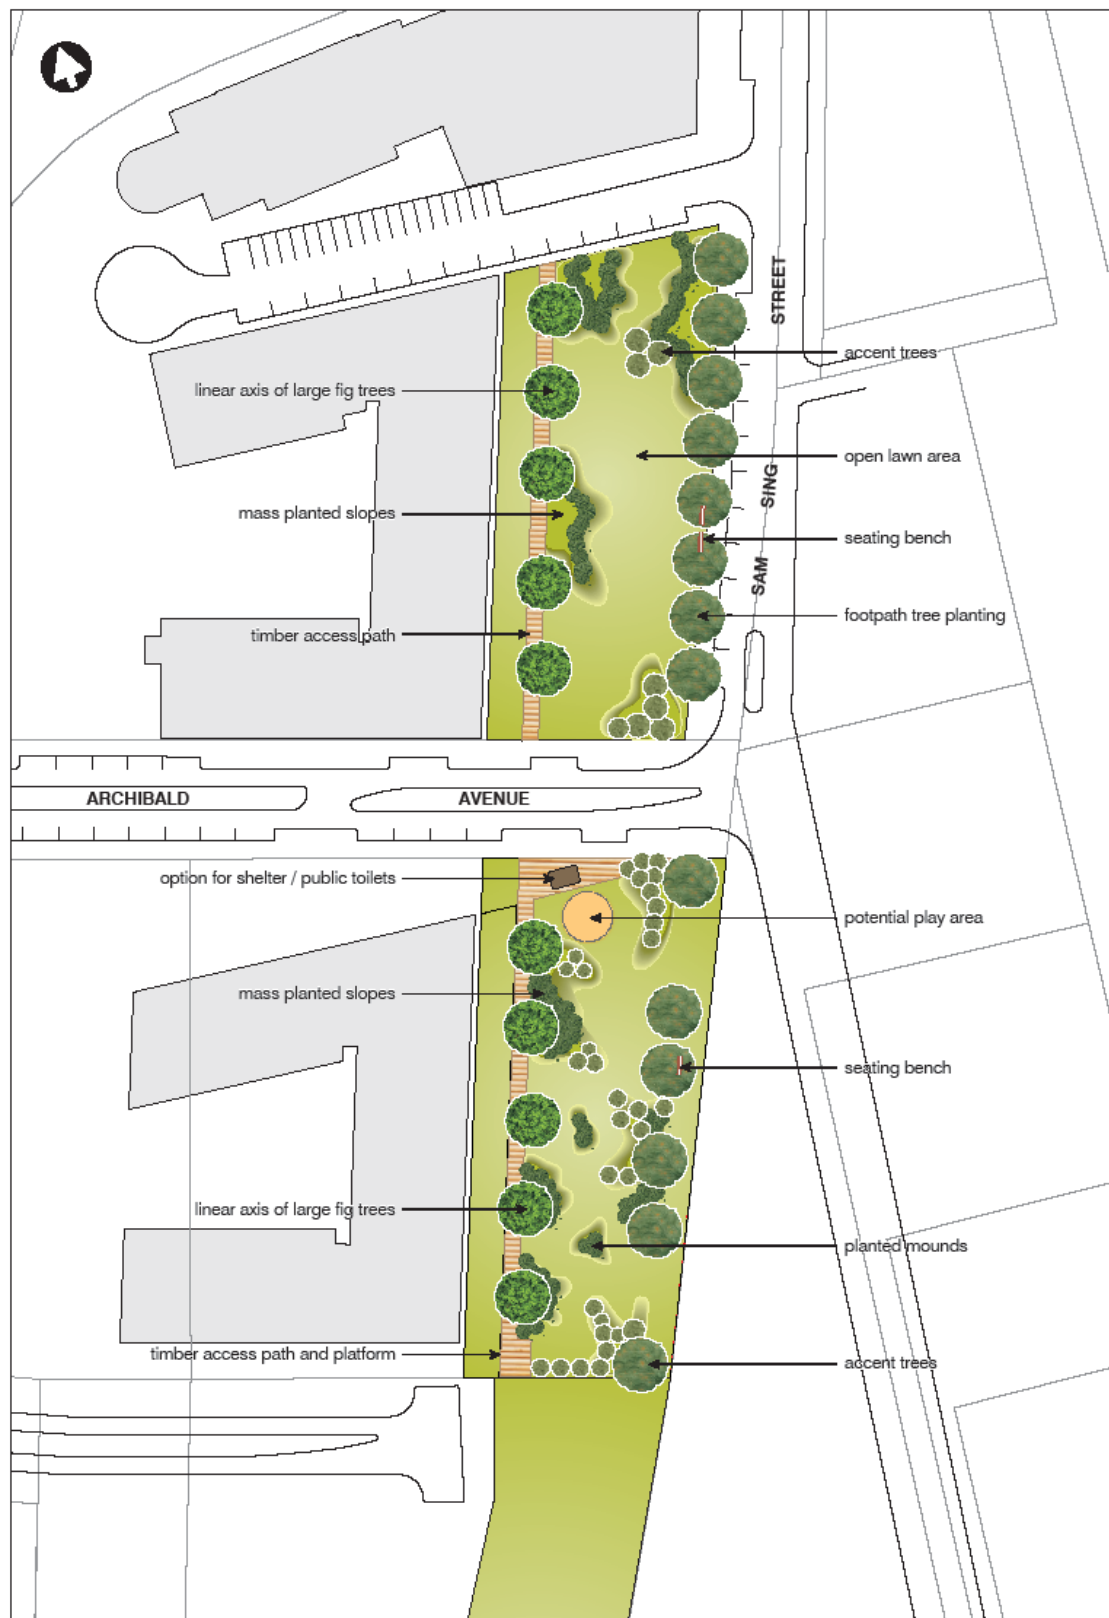 STREET
accent trees
linear axis of large fig trees
open lawn area
SING
mass planted slopes
seating bench
SAM
footpath tree planting
timber access path
ARCHIBALD AVENUE
option for shelter / public toilets
potential play area
mass planted slopes
seating bench
linear axis of large fig trees
planted mounds
timber access path and platform
accent trees